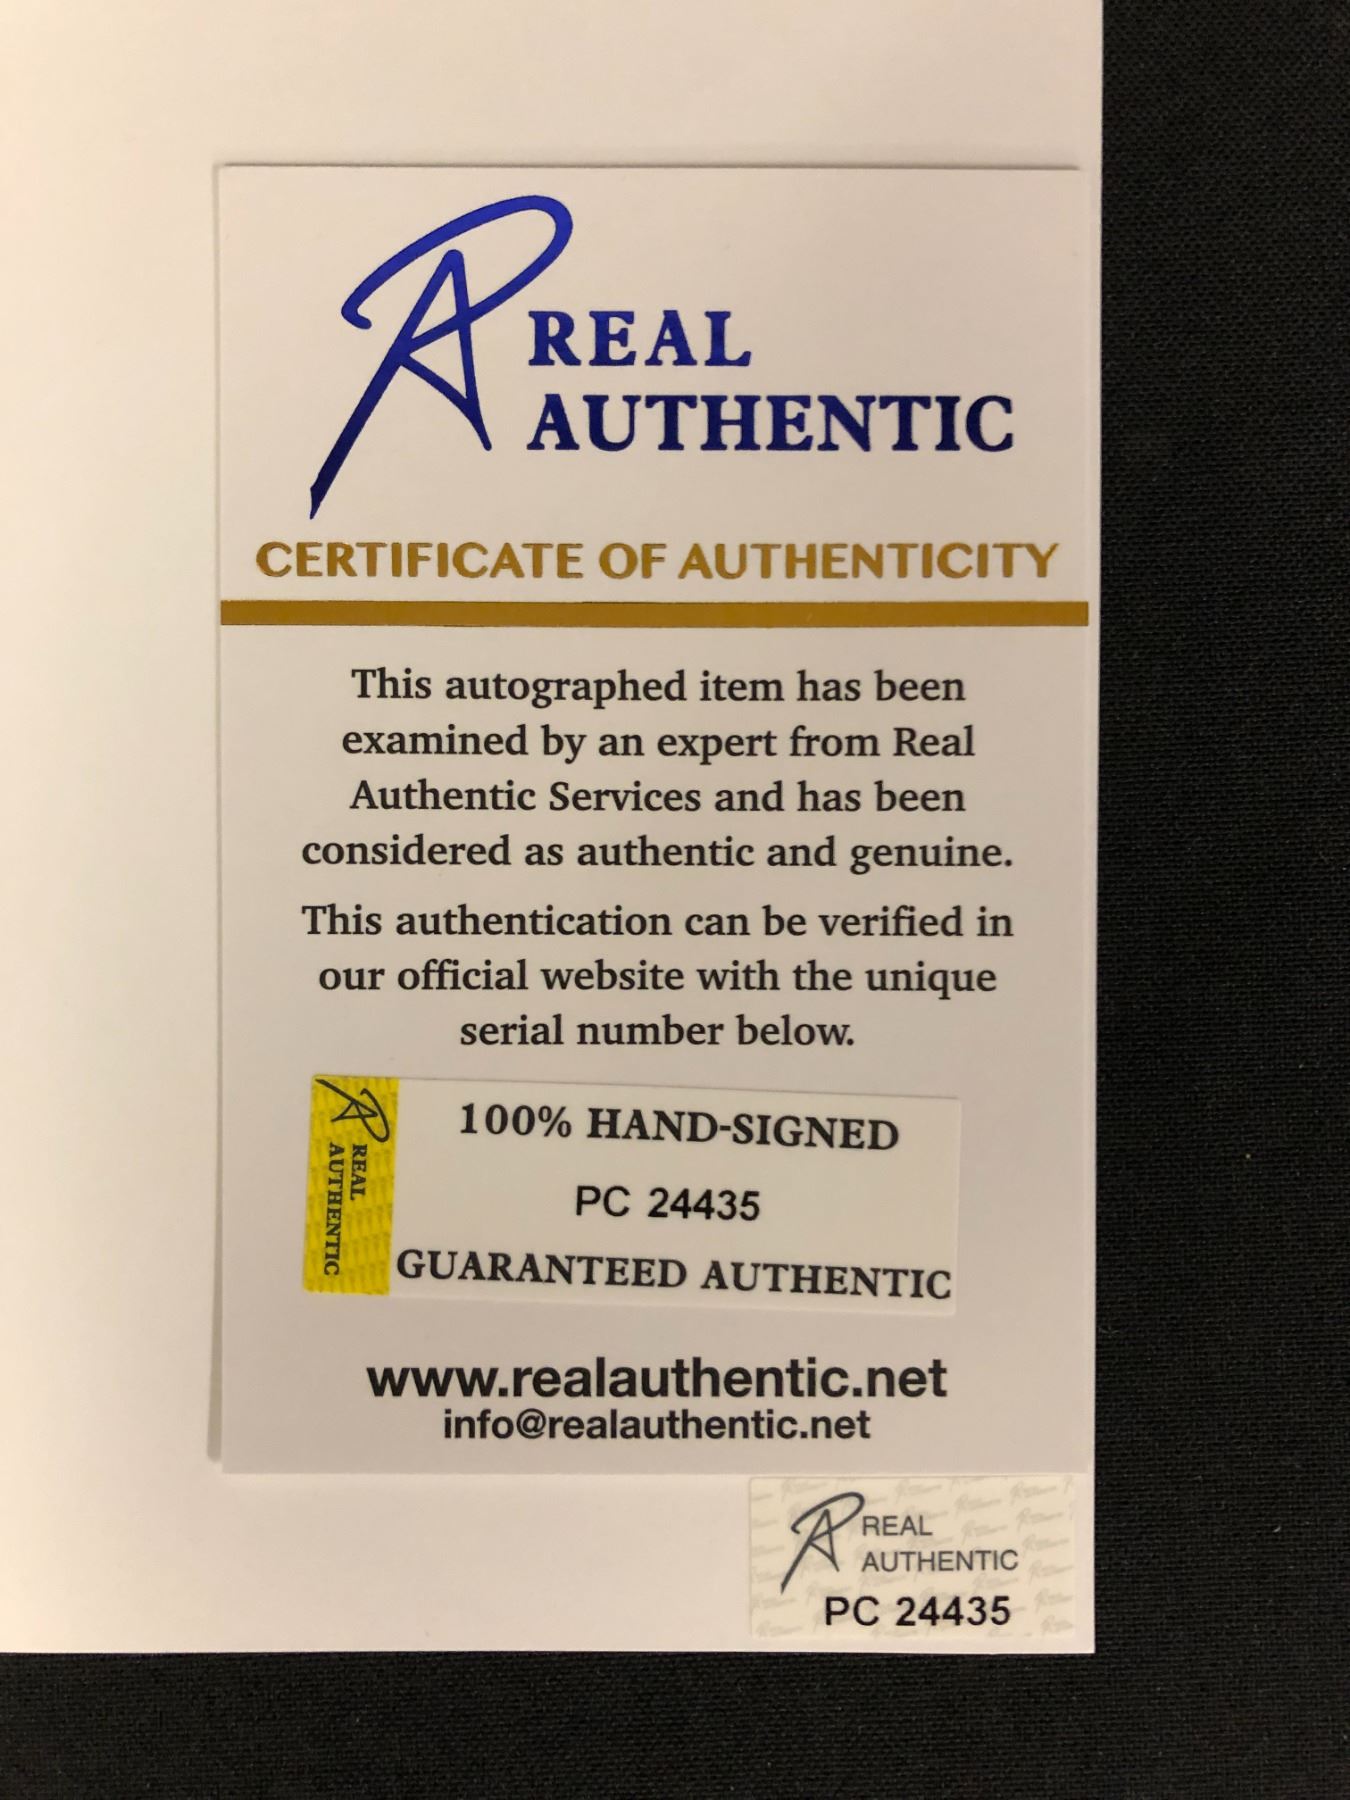 REAL
AUTHENTIC
CERTIFICATE OF AUTHENTICITY
This autographed item has been
examined by an expert from Real
Authentic Services and has been
considered as authentic and genuine.
This authentication can be verified in
our official website with the unique
serial number below.
REAL
AUTHENTIC
100% HAND-SIGNED
PC 24435
GUARANTEED AUTHENTIC
www.realauthentic.net
info@realauthentic.net
REAL
AUTHENTIC
PC 24435